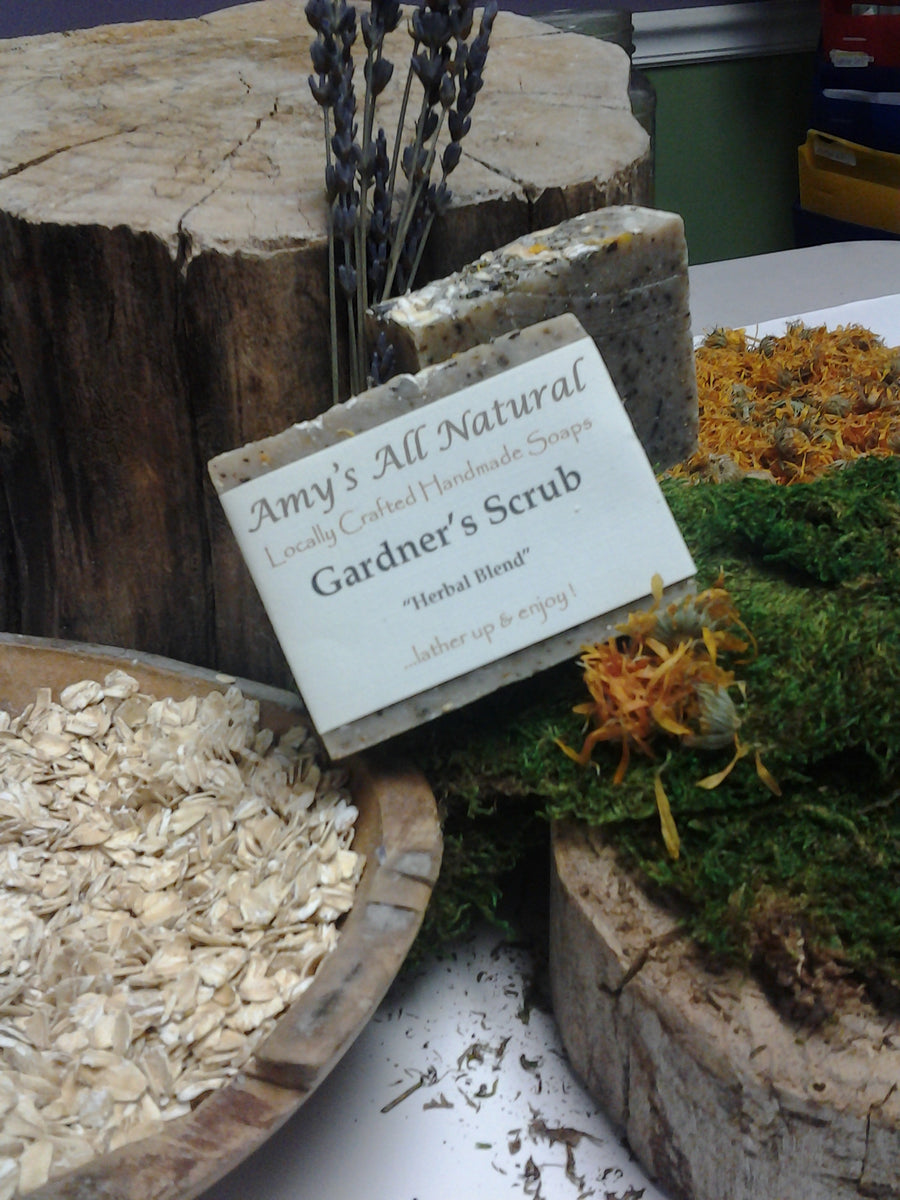 Amy's All Natural
Locally Crafted Handmade Soaps
Gardner's Scrub
"Herbal Blend"
...lather up & enjoy !